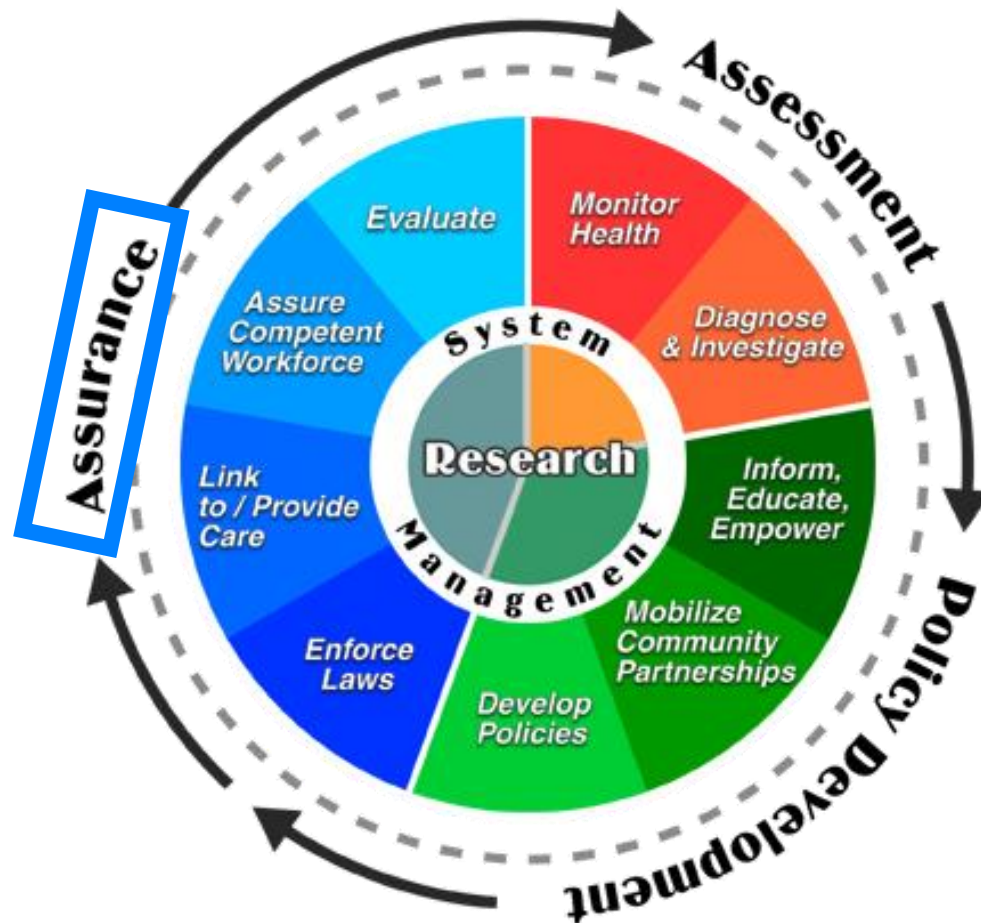 Assessment
Policy Development
Assurance
Monitor
Health
Diagnose
& Investigate
Inform,
Educate,
Empower
Mobilize
Community
Partnerships
Develop
Policies
Enforce
Laws
Link
to / Provide
Care
Assure
Competent
Workforce
Evaluate
System
Management
Research